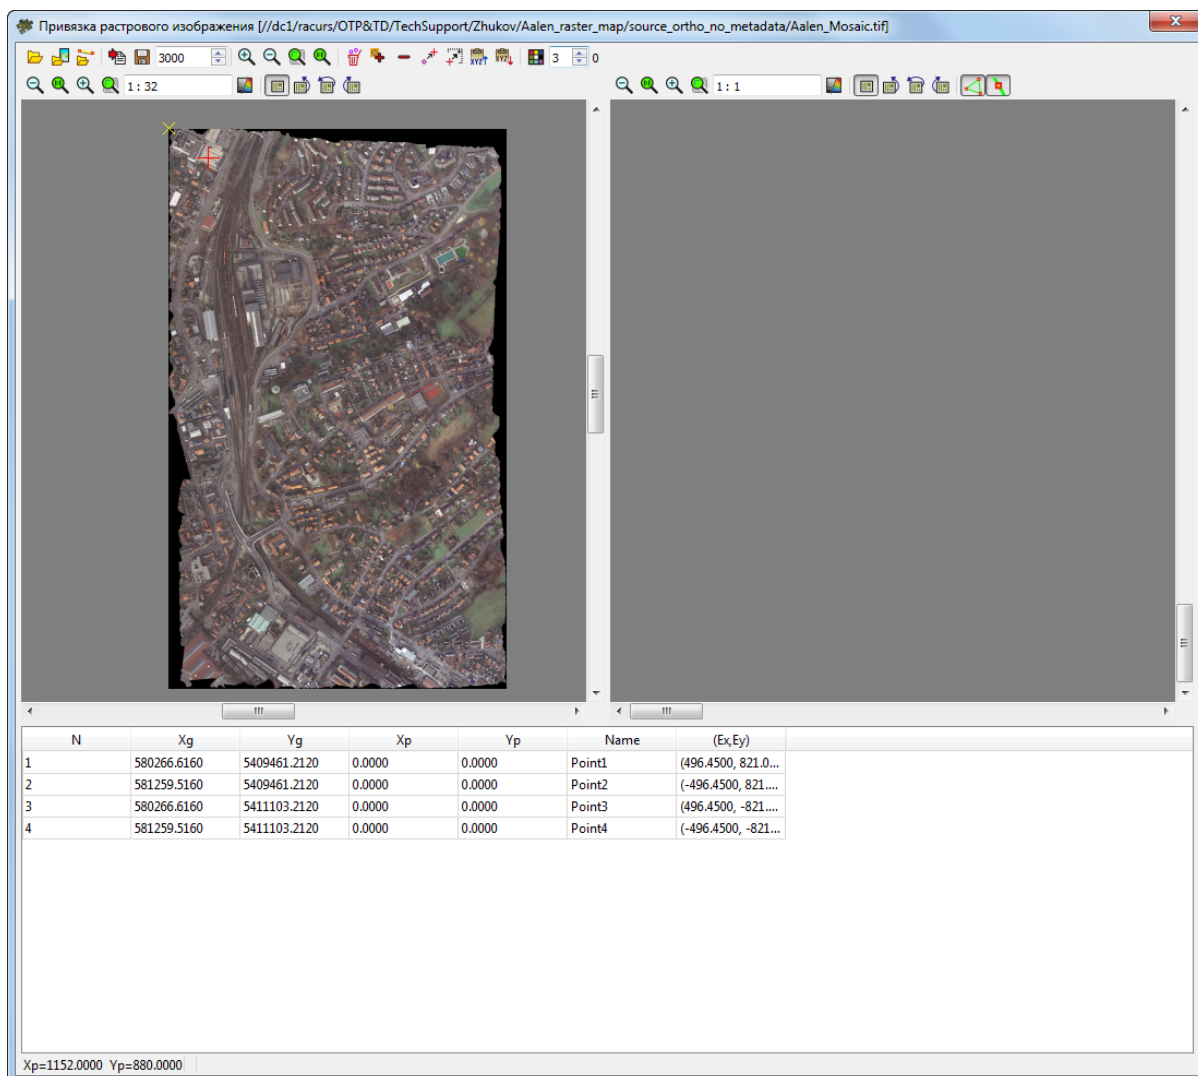 Привязка растрового изображения [//dc1/racurs/OTP&TD/TechSupport/Zhukov/Aalen_raster_map/source_ortho_no_metadata/Aalen_Mosaic.tif]
3000 3 0
1 : 32 1 : 1
N Xg Yg Xp Yp Name (Ex,Ey)
1 580266.6160 5409461.2120 0.0000 0.0000 Point1 (496.4500, 821.0...
2 581259.5160 5409461.2120 0.0000 0.0000 Point2 (-496.4500, 821....
3 580266.6160 5411103.2120 0.0000 0.0000 Point3 (496.4500, -821....
4 581259.5160 5411103.2120 0.0000 0.0000 Point4 (-496.4500, -821...
Xp=1152.0000 Yp=880.0000